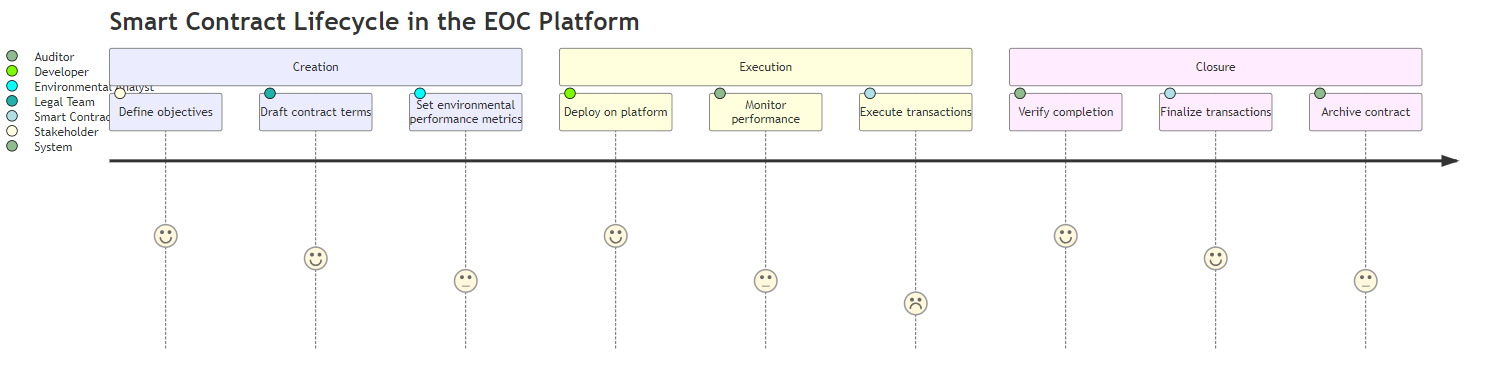 Smart Contract Lifecycle in the EOC Platform
Auditor
Developer
Environmental Analyst
Legal Team
Smart Contrac
Stakeholder
System
Creation
Define objectives
Draft contract terms
Set environmental
performance metrics
Execution
Deploy on platform
Monitor
performance
Execute transactions
Closure
Verify completion
Finalize transactions
Archive contract